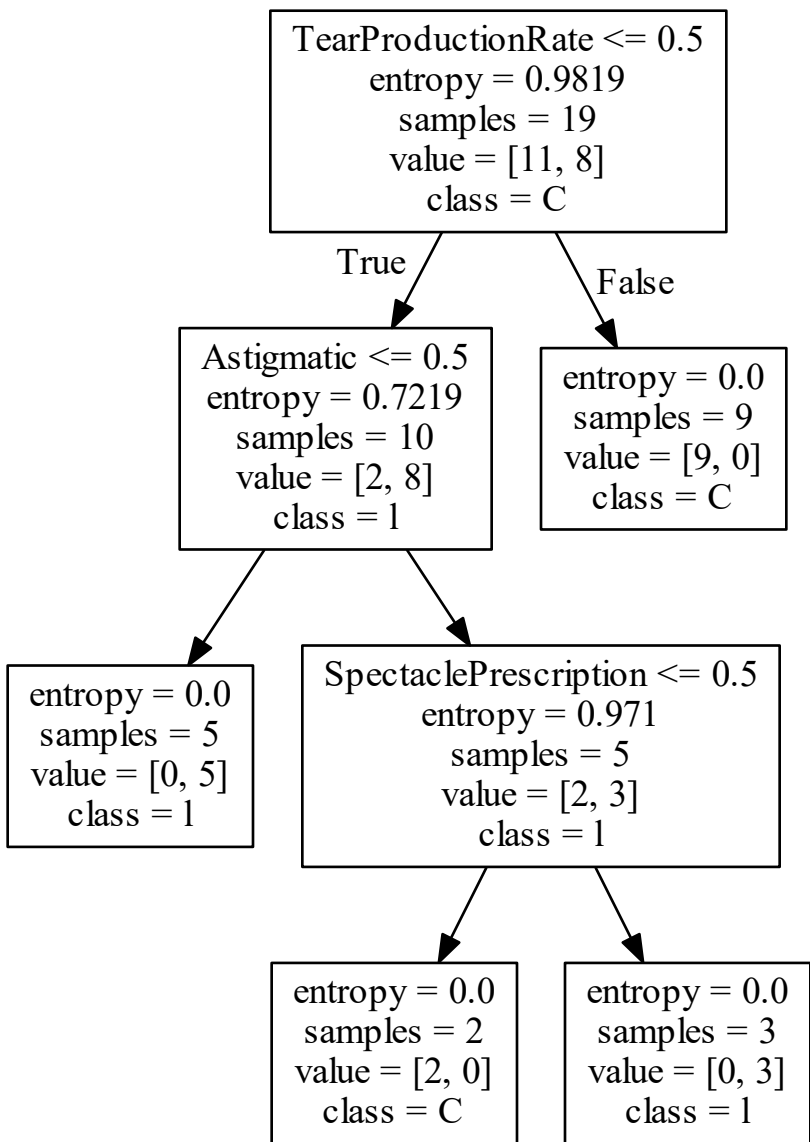 TearProductionRate <= 0.5
entropy = 0.9819
samples = 19
value = [11, 8]
class = C
True
False
Astigmatic <= 0.5
entropy = 0.7219
samples = 10
value = [2, 8]
class = l
entropy = 0.0
samples = 9
value = [9, 0]
class = C
entropy = 0.0
samples = 5
value = [0, 5]
class = l
SpectaclePrescription <= 0.5
entropy = 0.971
samples = 5
value = [2, 3]
class = l
entropy = 0.0
samples = 2
value = [2, 0]
class = C
entropy = 0.0
samples = 3
value = [0, 3]
class = l